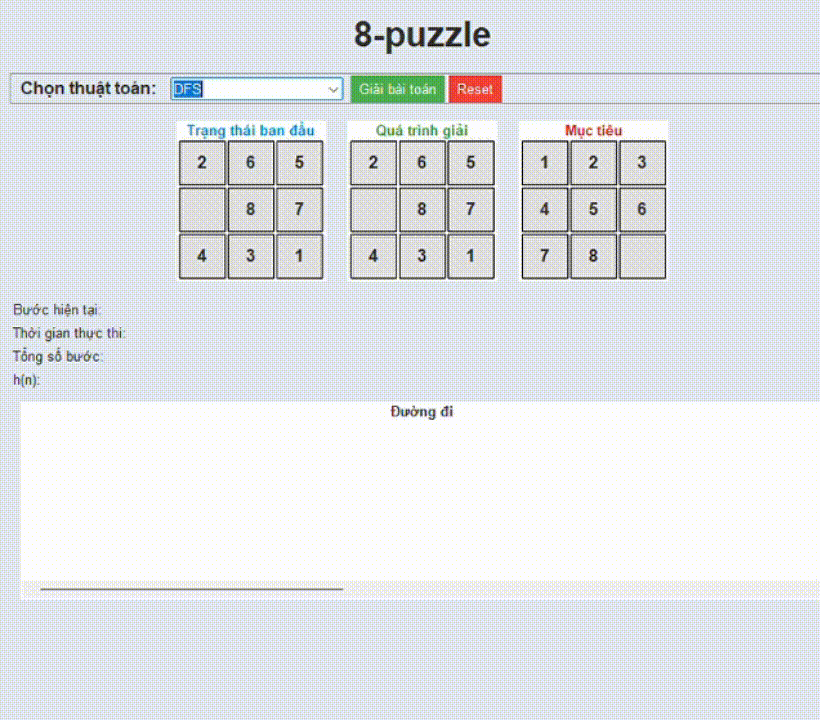 8-puzzle
Chọn thuật toán: DFS Giải bài toán Reset
Trạng thái ban đầu Quá trình giải Mục tiêu
2 6 5 2 6 5 1 2 3
8 7 8 7 4 5 6
4 3 1 4 3 1 7 8
Bước hiện tại:
Thời gian thực thi:
Tổng số bước:
h(n):
Đường đi